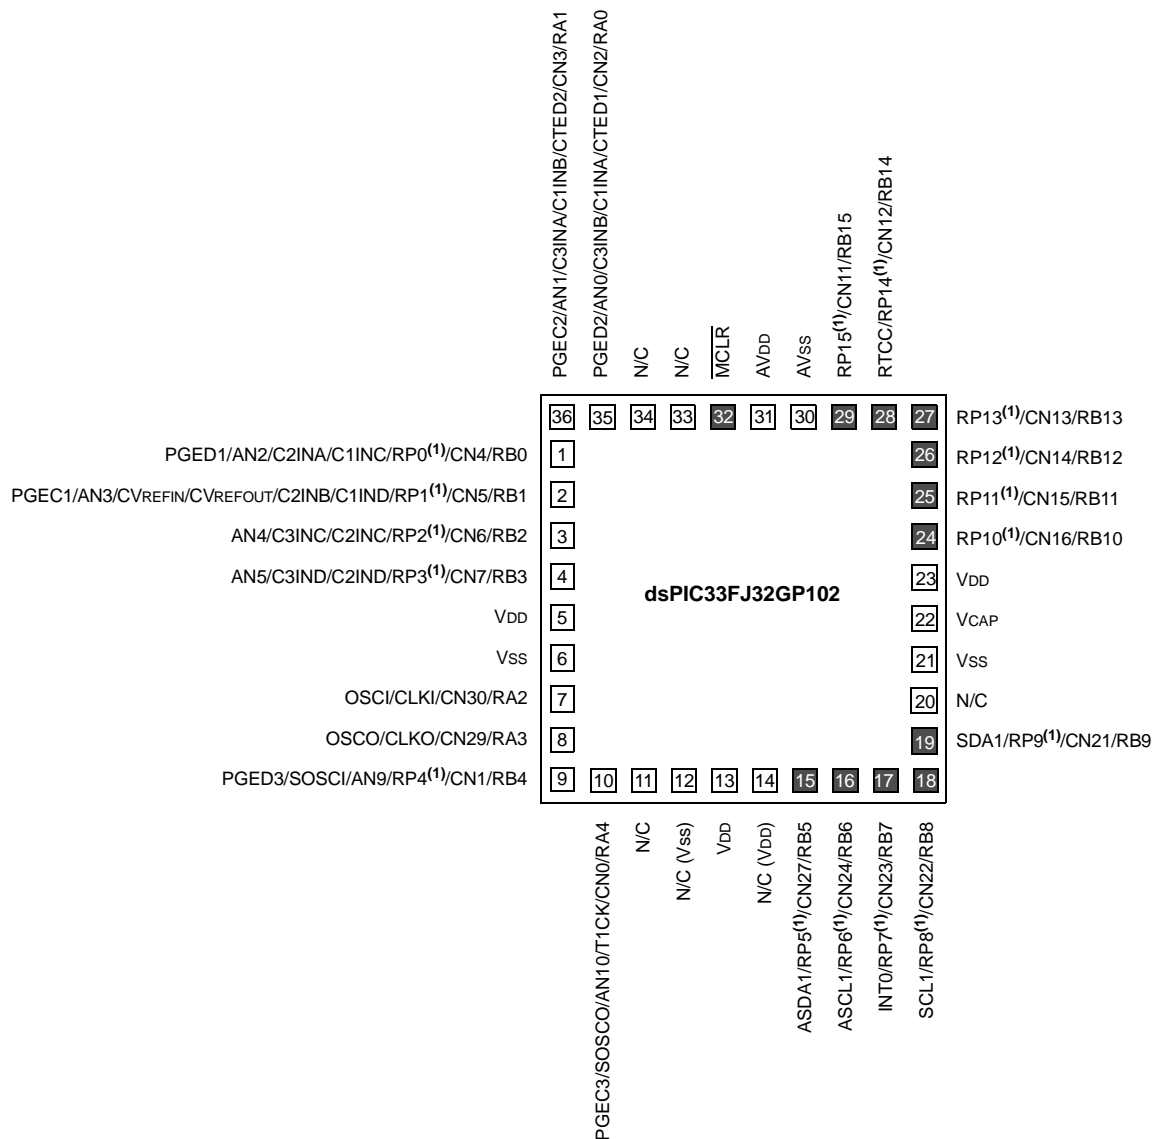 PGEC2/AN1/C3INA/C1INB/CTED2/CN3/RA1
PGED2/AN0/C3INB/C1INA/CTED1/CN2/RA0
N/C
N/C
MCLR
AVDD
AVSS
RP15(1)/CN11/RB15
RTCC/RP14(1)/CN12/RB14
36 35 34 33 32 31 30 29 28 27 RP13(1)/CN13/RB13
PGED1/AN2/C2INA/C1INC/RP0(1)/CN4/RB0 1 26 RP12(1)/CN14/RB12
PGEC1/AN3/CVREFIN/CVREFOUT/C2INB/C1IND/RP1(1)/CN5/RB1 2 25 RP11(1)/CN15/RB11
AN4/C3INC/C2INC/RP2(1)/CN6/RB2 3 24 RP10(1)/CN16/RB10
AN5/C3IND/C2IND/RP3(1)/CN7/RB3 4 dsPIC33FJ32GP102 23 VDD
VDD 5 22 VCAP
VSS 6 21 VSS
OSCI/CLKI/CN30/RA2 7 20 N/C
OSCO/CLKO/CN29/RA3 8 19 SDA1/RP9(1)/CN21/RB9
PGED3/SOSCI/AN9/RP4(1)/CN1/RB4 9 10 11 12 13 14 15 16 17 18
PGEC3/SOSCO/AN10/T1CK/CN0/RA4
N/C
N/C (VSS)
VDD
N/C (VDD)
ASDA1/RP5(1)/CN27/RB5
ASCL1/RP6(1)/CN24/RB6
INT0/RP7(1)/CN23/RB7
SCL1/RP8(1)/CN22/RB8